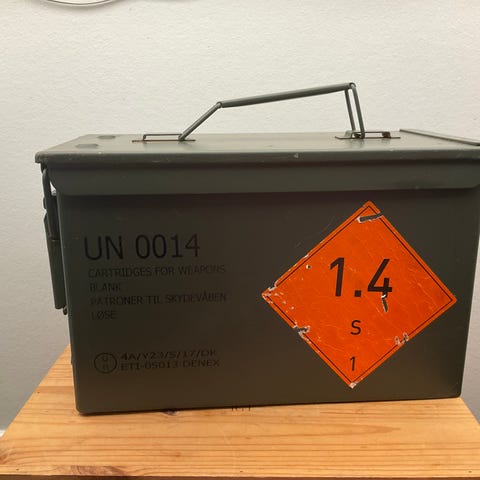 UN 0014
CARTRIDGES FOR WEAPONS
BLANK
PATRONER TIL SKYDEVÅBEN
LØSE
u
n
4A/Y23/S/17/DK
ETI-05013 DENEX
1.4
S
1